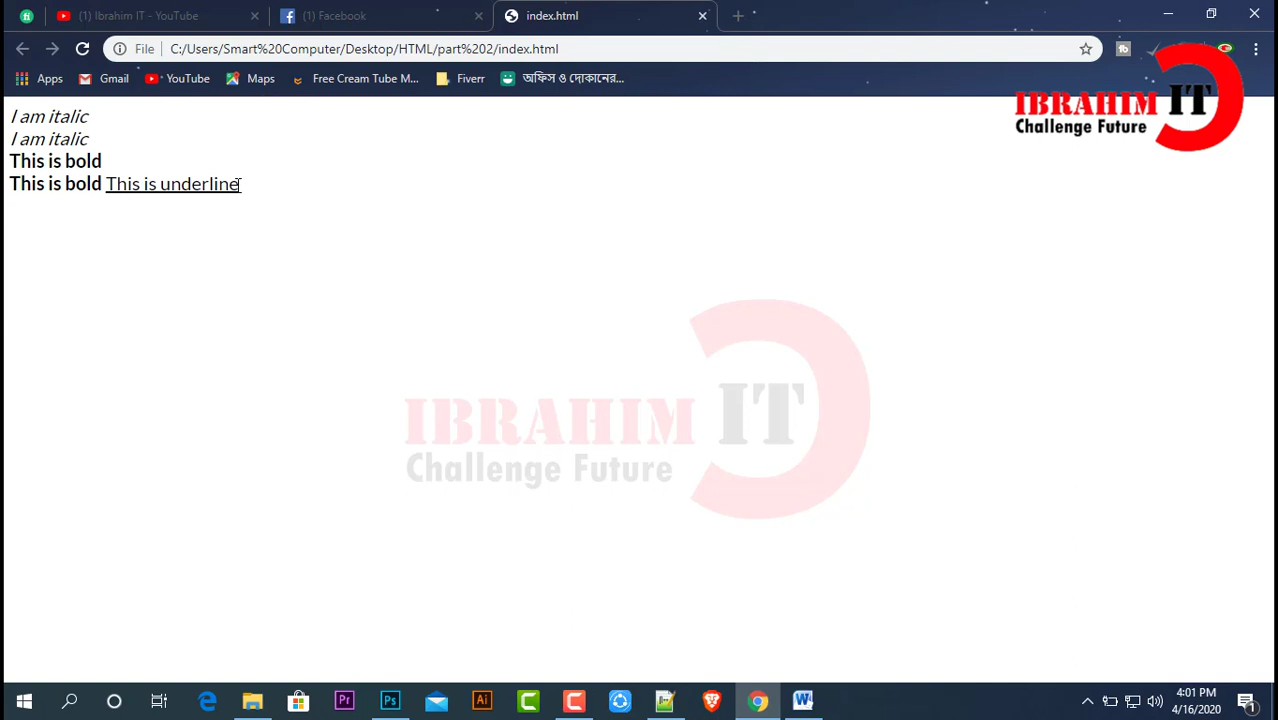 (1) Ibrahim IT - YouTube
(1) Facebook
index.html
File
C:/Users/Smart%20Computer/Desktop/HTML/part%202/index.html
Apps
Gmail
YouTube
Maps
Free Cream Tube M...
Fiverr
অফিস ও দোকানের...
IBRAHIM IT
Challenge Future
I am italic
I am italic
This is bold
This is bold This is underline
IBRAHIM IT
Challenge Future
4:01 PM
4/16/2020
1